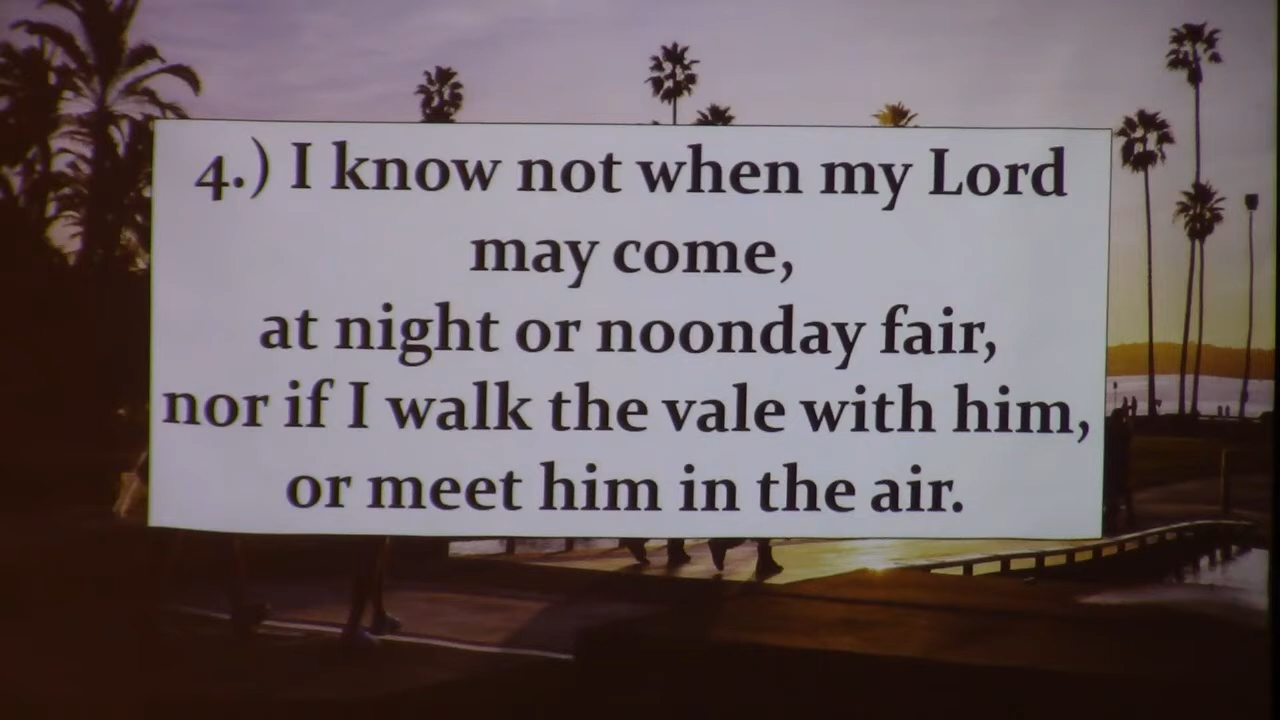 4.) I know not when my Lord
may come,
at night or noonday fair,
nor if I walk the vale with him,
or meet him in the air.